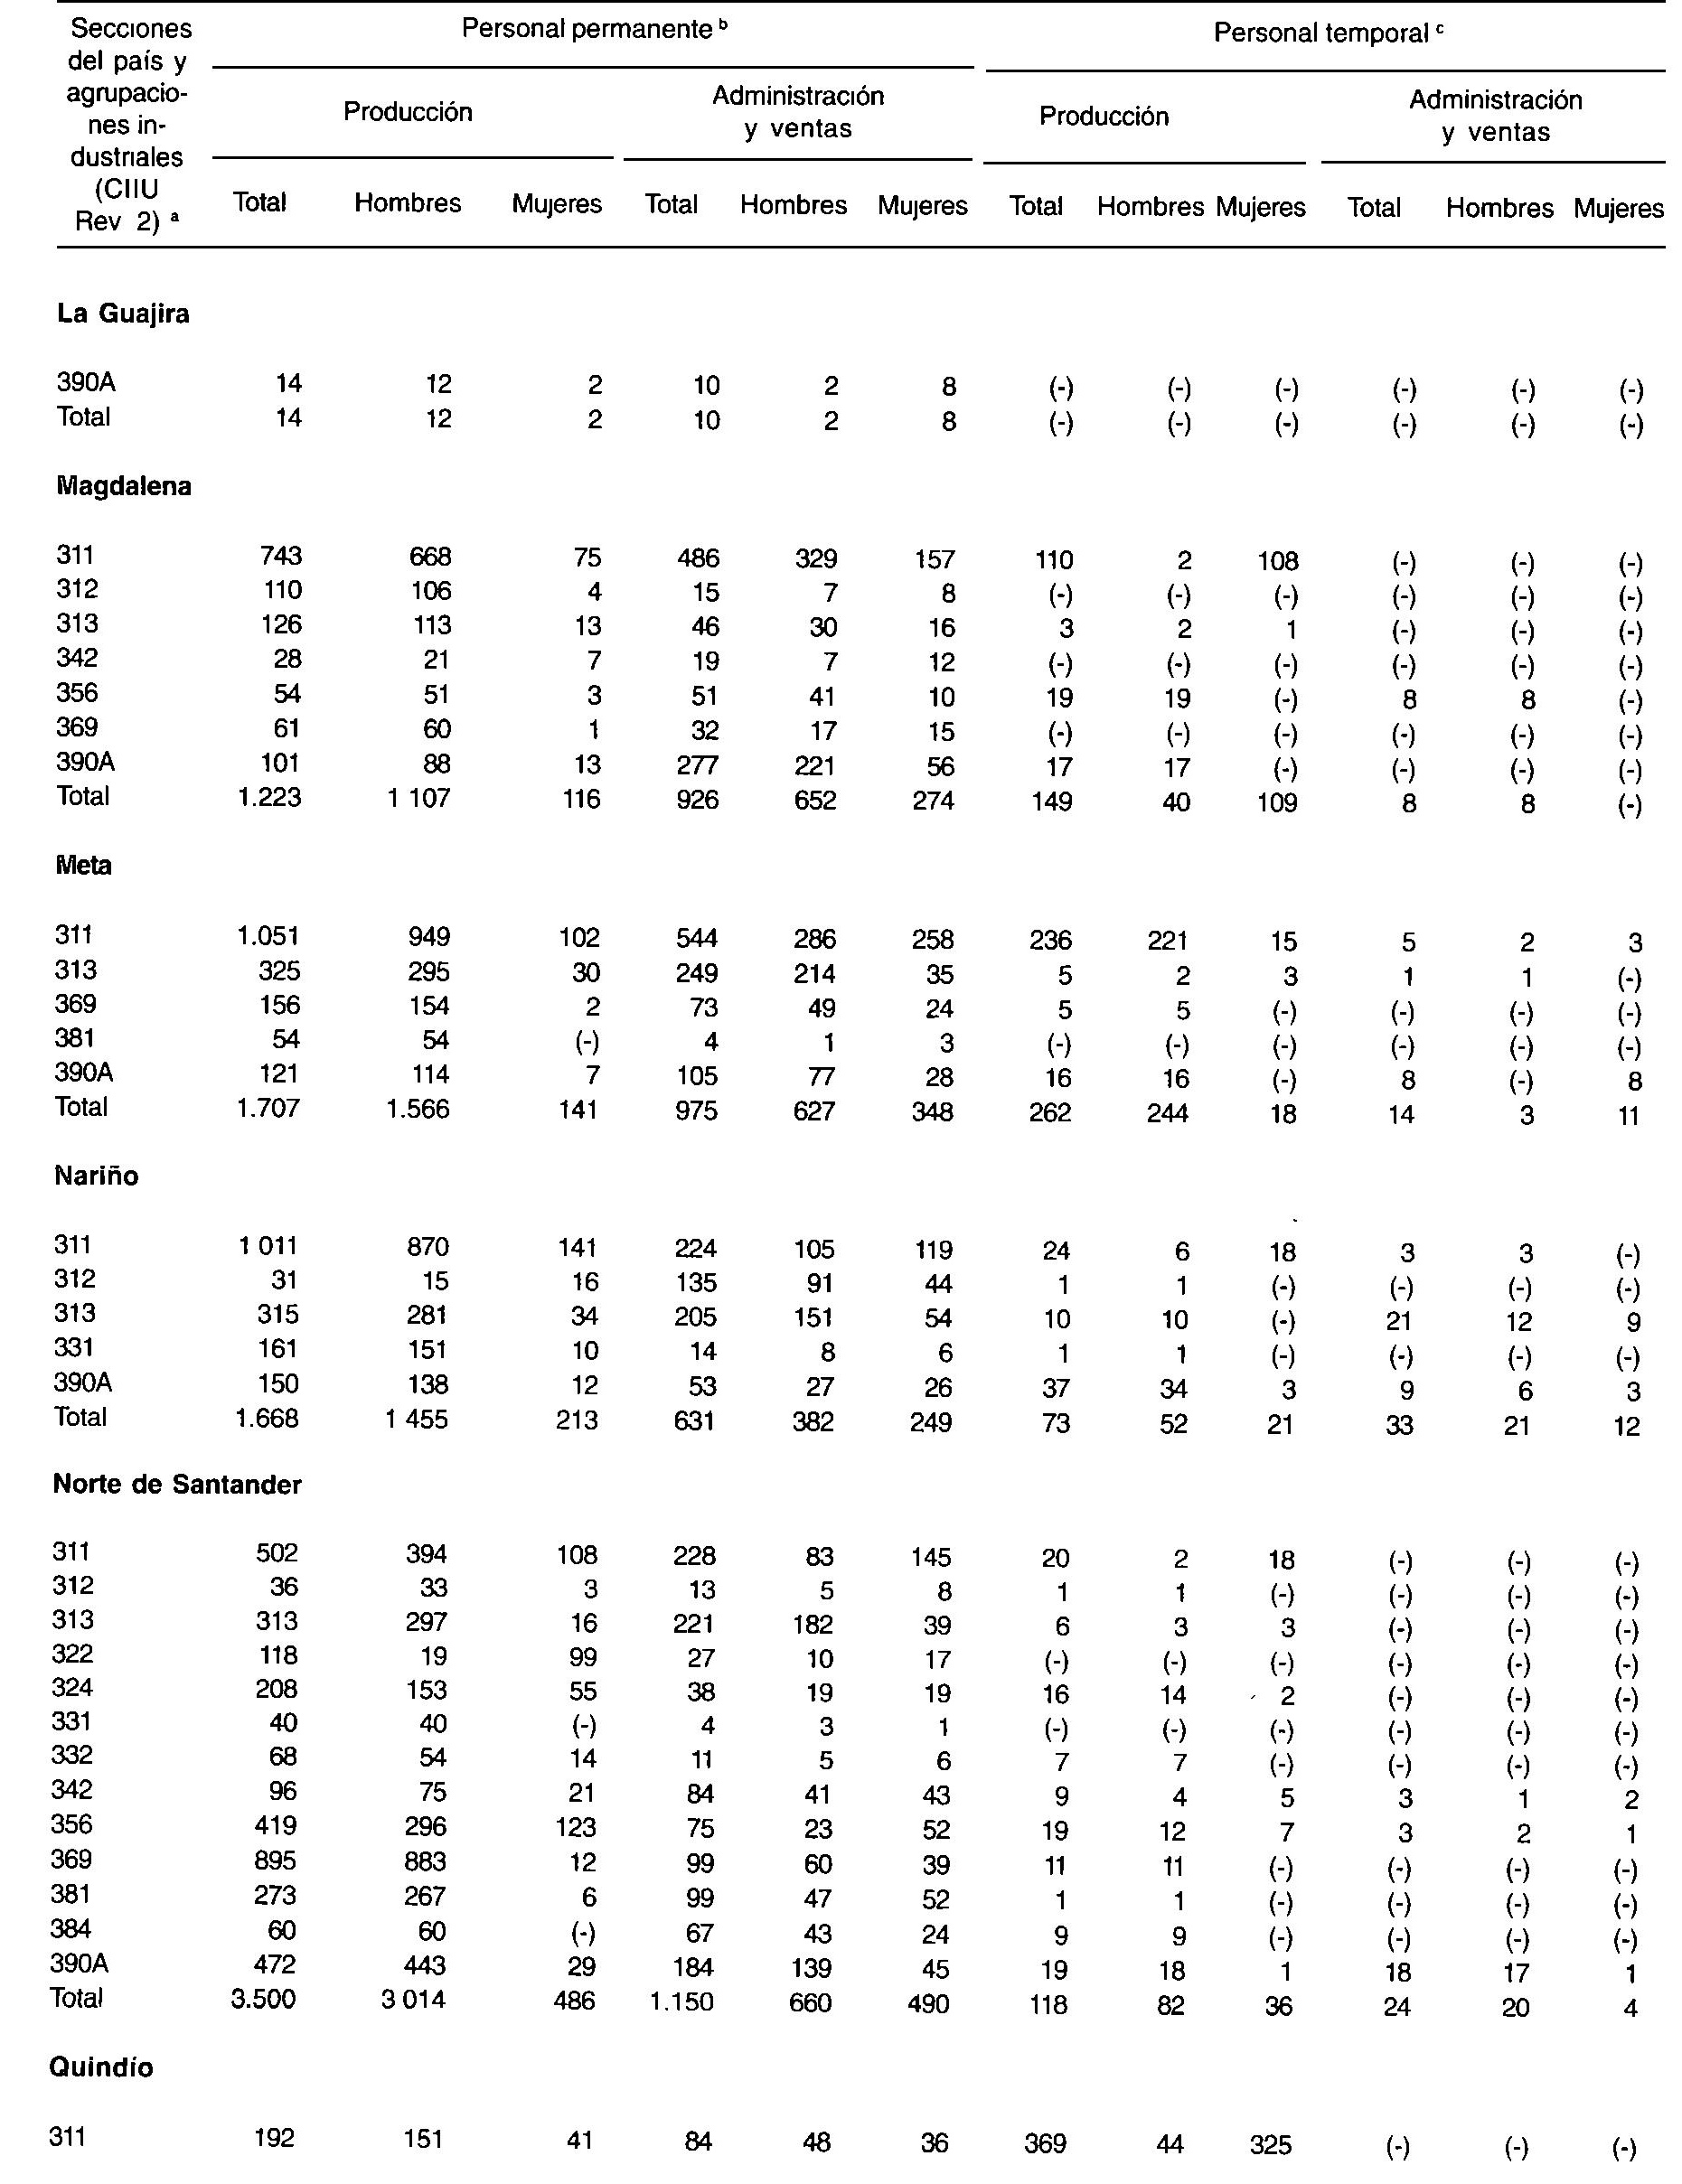 Secciones del país y agrupacio- nes in- dustriales (CIIU Rev 2) a
Personal permanente b
Personal temporal c
Producción
Administración y ventas
Producción
Administración y ventas
Total Hombres Mujeres Total Hombres Mujeres Total Hombres Mujeres Total Hombres Mujeres
La Guajira
390A 14 12 2 10 2 8 (-) (-) (-) (-) (-) (-)
Total 14 12 2 10 2 8 (-) (-) (-) (-) (-) (-)
Magdalena
311 743 668 75 486 329 157 110 2 108 (-) (-) (-)
312 110 106 4 15 7 8 (-) (-) (-) (-) (-) (-)
313 126 113 13 46 30 16 3 2 1 (-) (-) (-)
342 28 21 7 19 7 12 (-) (-) (-) (-) (-) (-)
356 54 51 3 51 41 10 19 19 (-) 8 8 (-)
369 61 60 1 32 17 15 (-) (-) (-) (-) (-) (-)
390A 101 88 13 277 221 56 17 17 (-) (-) (-) (-)
Total 1.223 1 107 116 926 652 274 149 40 109 8 8 (-)
Meta
311 1.051 949 102 544 286 258 236 221 15 5 2 3
313 325 295 30 249 214 35 5 2 3 1 1 (-)
369 156 154 2 73 49 24 5 5 (-) (-) (-) (-)
381 54 54 (-) 4 1 3 (-) (-) (-) (-) (-) (-)
390A 121 114 7 105 77 28 16 16 (-) 8 (-) 8
Total 1.707 1.566 141 975 627 348 262 244 18 14 3 11
Nariño
311 1 011 870 141 224 105 119 24 6 18 3 3 (-)
312 31 15 16 135 91 44 1 1 (-) (-) (-) (-)
313 315 281 34 205 151 54 10 10 (-) 21 12 9
331 161 151 10 14 8 6 1 1 (-) (-) (-) (-)
390A 150 138 12 53 27 26 37 34 3 9 6 3
Total 1.668 1 455 213 631 382 249 73 52 21 33 21 12
Norte de Santander
311 502 394 108 228 83 145 20 2 18 (-) (-) (-)
312 36 33 3 13 5 8 1 1 (-) (-) (-) (-)
313 313 297 16 221 182 39 6 3 3 (-) (-) (-)
322 118 19 99 27 10 17 (-) (-) (-) (-) (-) (-)
324 208 153 55 38 19 19 16 14 2 (-) (-) (-)
331 40 40 (-) 4 3 1 (-) (-) (-) (-) (-) (-)
332 68 54 14 11 5 6 7 7 (-) (-) (-) (-)
342 96 75 21 84 41 43 9 4 5 3 1 2
356 419 296 123 75 23 52 19 12 7 3 2 1
369 895 883 12 99 60 39 11 11 (-) (-) (-) (-)
381 273 267 6 99 47 52 1 1 (-) (-) (-) (-)
384 60 60 (-) 67 43 24 9 9 (-) (-) (-) (-)
390A 472 443 29 184 139 45 19 18 1 18 17 1
Total 3.500 3 014 486 1.150 660 490 118 82 36 24 20 4
Quindío
311 192 151 41 84 48 36 369 44 325 (-) (-) (-)